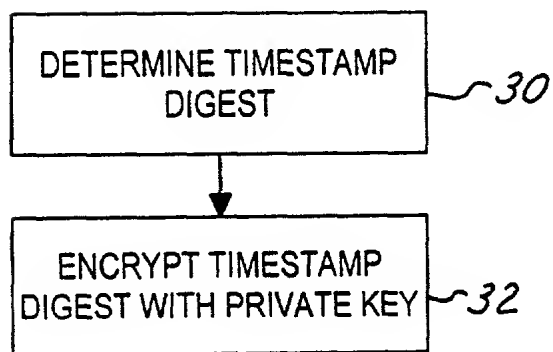 DETERMINE TIMESTAMP
DIGEST
30
ENCRYPT TIMESTAMP
DIGEST WITH PRIVATE KEY
32